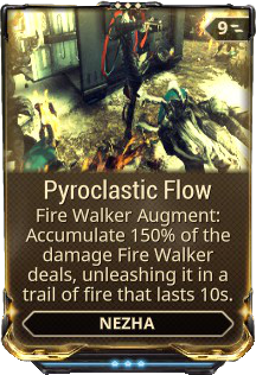 9
Pyroclastic Flow
Fire Walker Augment:
Accumulate 150% of the
damage Fire Walker
deals, unleashing it in a
trail of fire that lasts 10s.
NEZHA